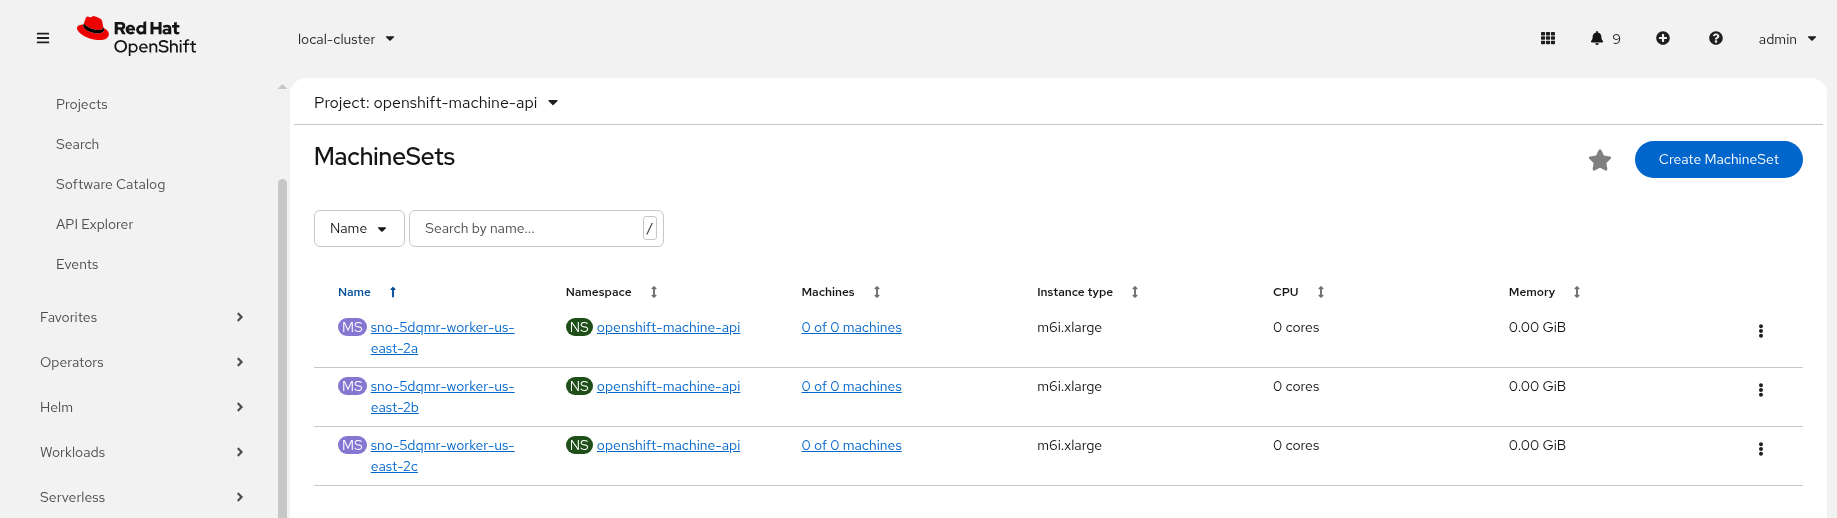 Red Hat
OpenShift
local-cluster
9
admin
Projects
Search
Software Catalog
API Explorer
Events
Favorites
Operators
Helm
Workloads
Serverless
Project: openshift-machine-api
MachineSets
Create MachineSet
Name
Search by name...
/
Name Namespace Machines Instance type CPU Memory
MS sno-5dqmr-worker-us- NS openshift-machine-api 0 of 0 machines m6i.xlarge 0 cores 0.00 GiB
east-2a
MS sno-5dqmr-worker-us- NS openshift-machine-api 0 of 0 machines m6i.xlarge 0 cores 0.00 GiB
east-2b
MS sno-5dqmr-worker-us- NS openshift-machine-api 0 of 0 machines m6i.xlarge 0 cores 0.00 GiB
east-2c